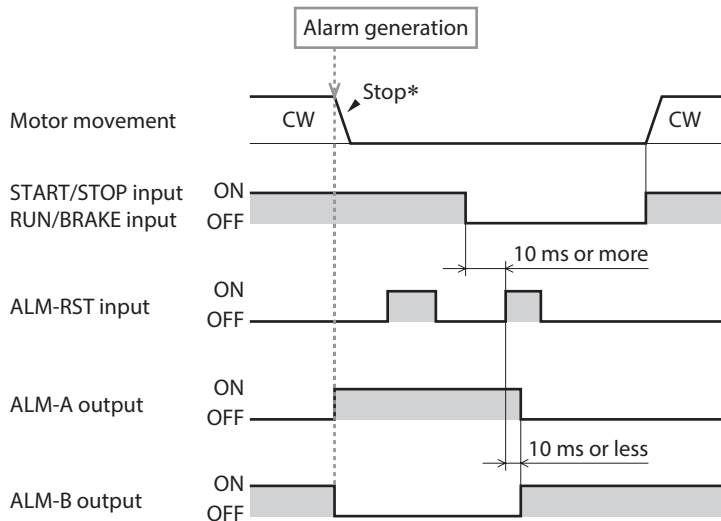 Alarm generation
Stop*
Motor movement
CW
CW
START/STOP input
RUN/BRAKE input
ON
OFF
10 ms or more
ALM-RST input
ON
OFF
ALM-A output
ON
OFF
10 ms or less
ALM-B output
ON
OFF